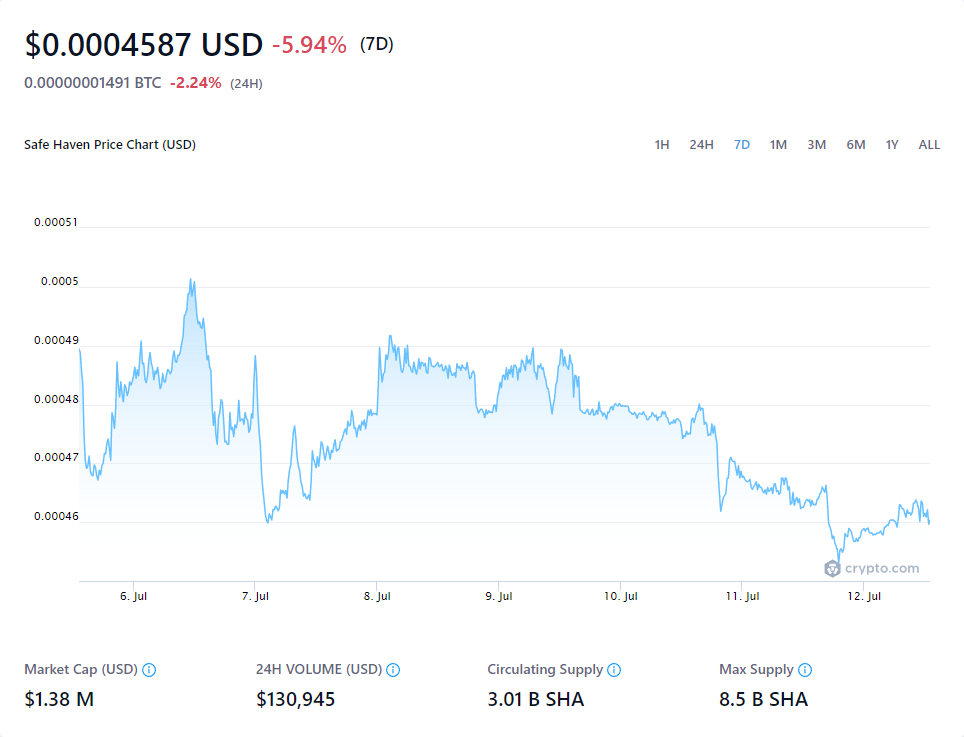 $0.0004587 USD -5.94% (7D)
0.00000001491 BTC -2.24% (24H)
Safe Haven Price Chart (USD) 1H 24H 7D 1M 3M 6M 1Y ALL
0.00051
0.0005
0.00049
0.00048
0.00047
0.00046
crypto.com
6. Jul 7. Jul 8. Jul 9. Jul 10. Jul 11. Jul 12. Jul
Market Cap (USD) 24H VOLUME (USD) Circulating Supply Max Supply
$1.38 M $130,945 3.01 B SHA 8.5 B SHA